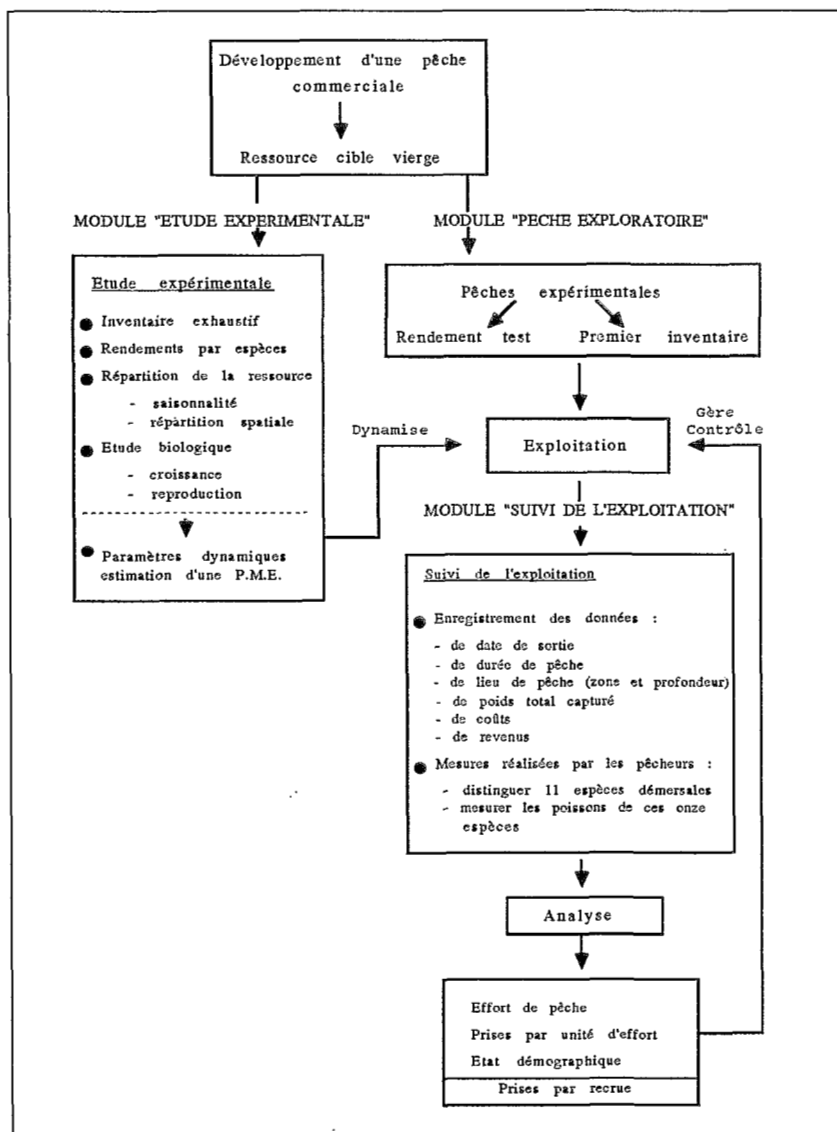 Développement d'une pêche
commerciale
Ressource cible vierge
MODULE "ETUDE EXPERIMENTALE"
MODULE "PECHE EXPLORATOIRE"
Etude expérimentale
Inventaire exhaustif
Rendements par espèces
Répartition de la ressource
- saisonnalité
- répartition spatiale
Etude biologique
- croissance
- reproduction
Paramètres dynamiques
estimation d'une P.M.E.
Pêches expérimentales
Rendement test
Premier inventaire
Dynamise
Exploitation
Gère
Contrôle
MODULE "SUIVI DE L'EXPLOITATION"
Suivi de l'exploitation
Enregistrement des données :
- de date de sortie
- de durée de pêche
- de lieu de pêche (zone et profondeur)
- de poids total capturé
- de coûts
- de revenus
Mesures réalisées par les pêcheurs :
- distinguer 11 espèces démersales
- mesurer les poissons de ces onze
espèces
Analyse
Effort de pêche
Prises par unité d'effort
Etat démographique
Prises par recrue